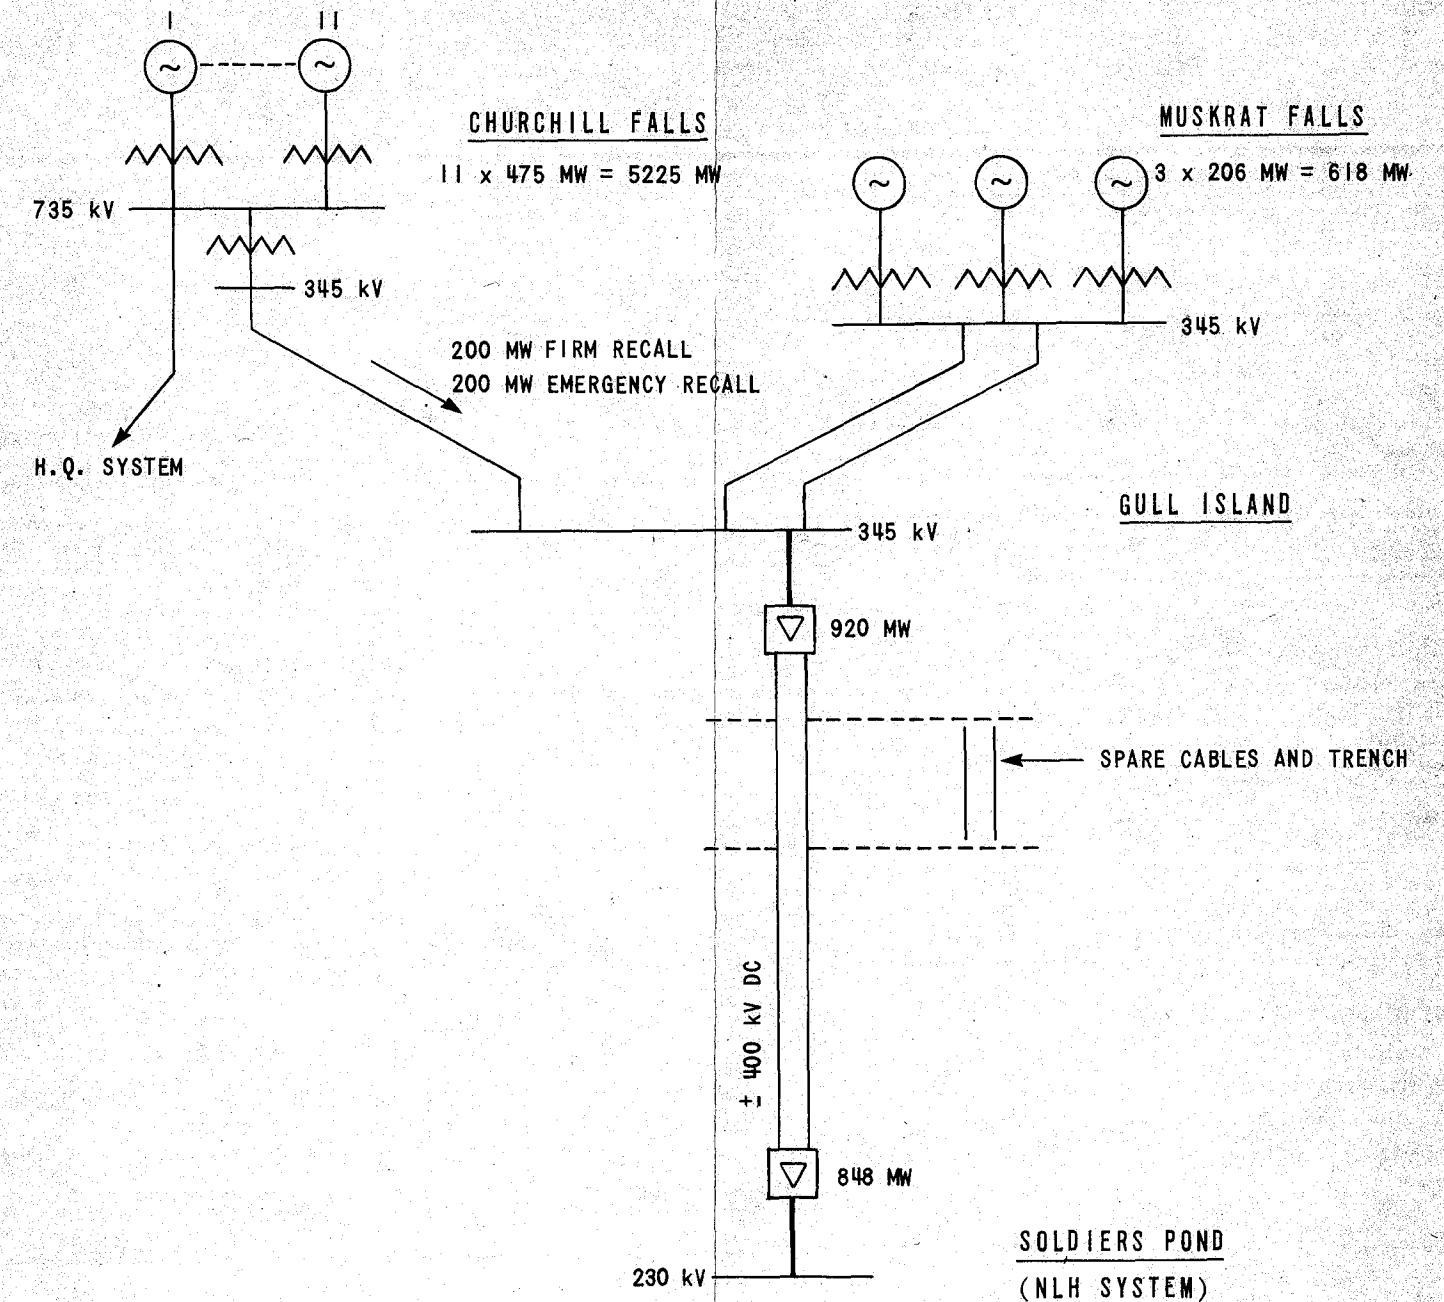 I II
CHURCHILL FALLS
II x 475 MW = 5225 MW
MUSKRAT FALLS
3 x 206 MW = 618 MW
735 kV
345 kV
345 kV
200 MW FIRM RECALL
200 MW EMERGENCY RECALL
H.Q. SYSTEM
GULL ISLAND
345 kV
920 MW
SPARE CABLES AND TRENCH
± 400 kV DC
848 MW
SOLDIERS POND
(NLH SYSTEM)
230 kV